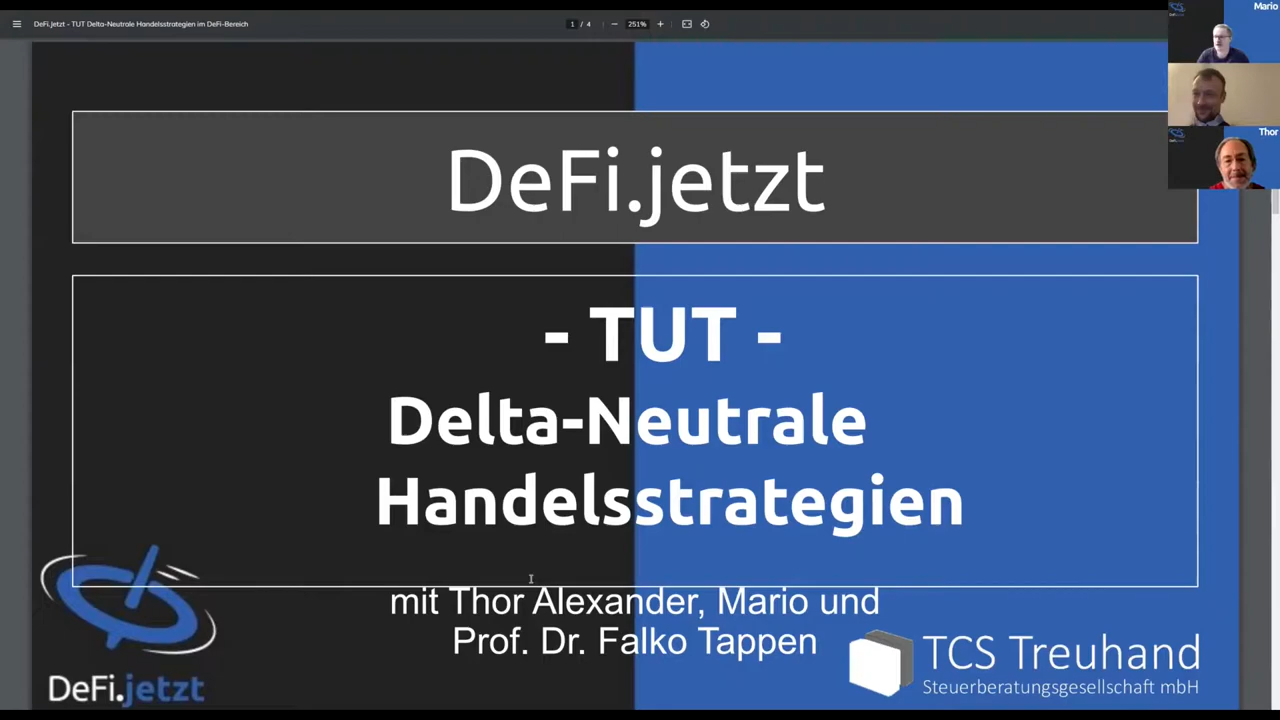 DeFi.Jetzt - TUT Delta-Neutrale Handelsstrategien im DeFi-Bereich
1 / 4
251%
Mario
Thor
DeFi.jetzt
- TUT -
Delta-Neutrale
Handelsstrategien
mit Thor Alexander, Mario und
Prof. Dr. Falko Tappen
DeFi.jetzt
TCS Treuhand
Steuerberatungsgesellschaft mbH